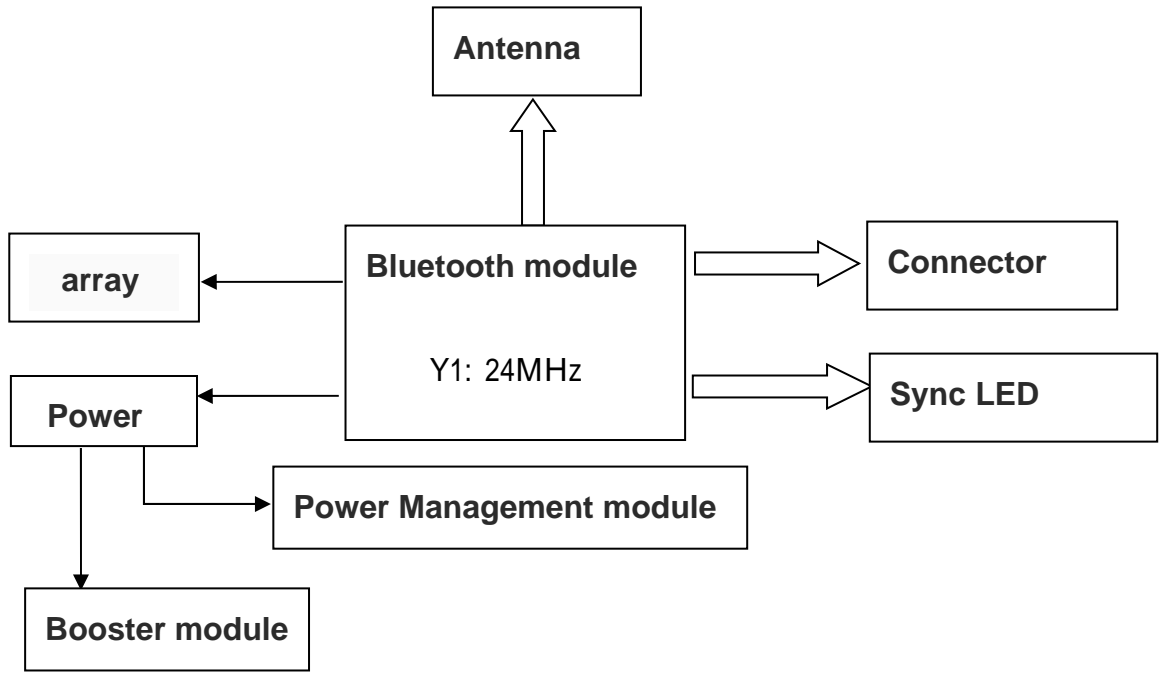 Antenna
array
Bluetooth module
Y1: 24MHz
Connector
Sync LED
Power
Power Management module
Booster module